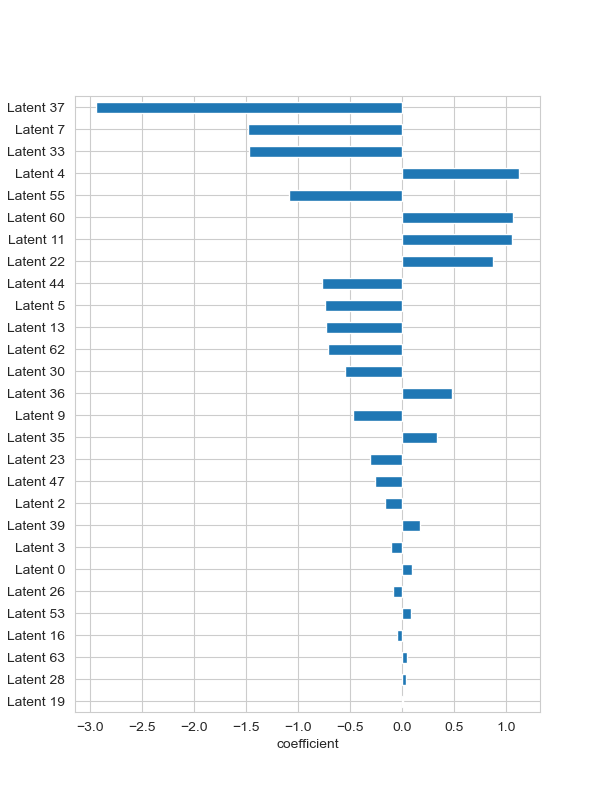 Latent 37
Latent 7
Latent 33
Latent 4
Latent 55
Latent 60
Latent 11
Latent 22
Latent 44
Latent 5
Latent 13
Latent 62
Latent 30
Latent 36
Latent 9
Latent 35
Latent 23
Latent 47
Latent 2
Latent 39
Latent 3
Latent 0
Latent 26
Latent 53
Latent 16
Latent 63
Latent 28
Latent 19
−3.0 −2.5 −2.0 −1.5 −1.0 −0.5 0.0 0.5 1.0
coefficient